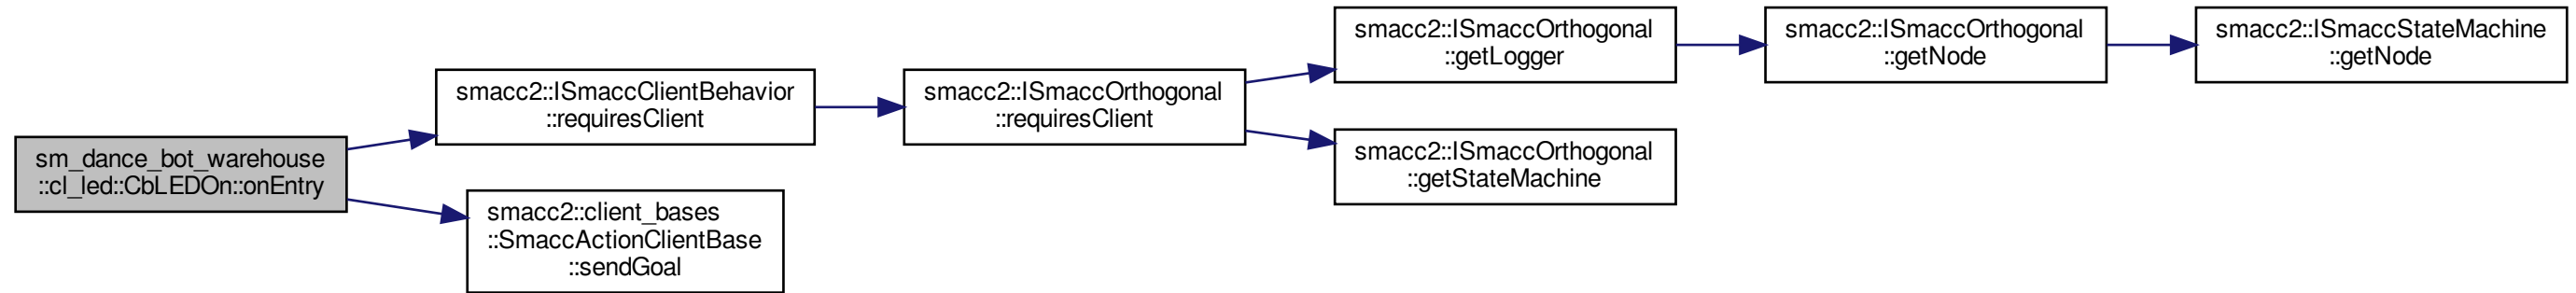 sm_dance_bot_warehouse
::cl_led::CbLEDOn::onEntry
smacc2::ISmaccClientBehavior
::requiresClient
smacc2::ISmaccOrthogonal
::requiresClient
smacc2::ISmaccOrthogonal
::getLogger
smacc2::ISmaccOrthogonal
::getNode
smacc2::ISmaccStateMachine
::getNode
smacc2::ISmaccOrthogonal
::getStateMachine
smacc2::client_bases
::SmaccActionClientBase
::sendGoal